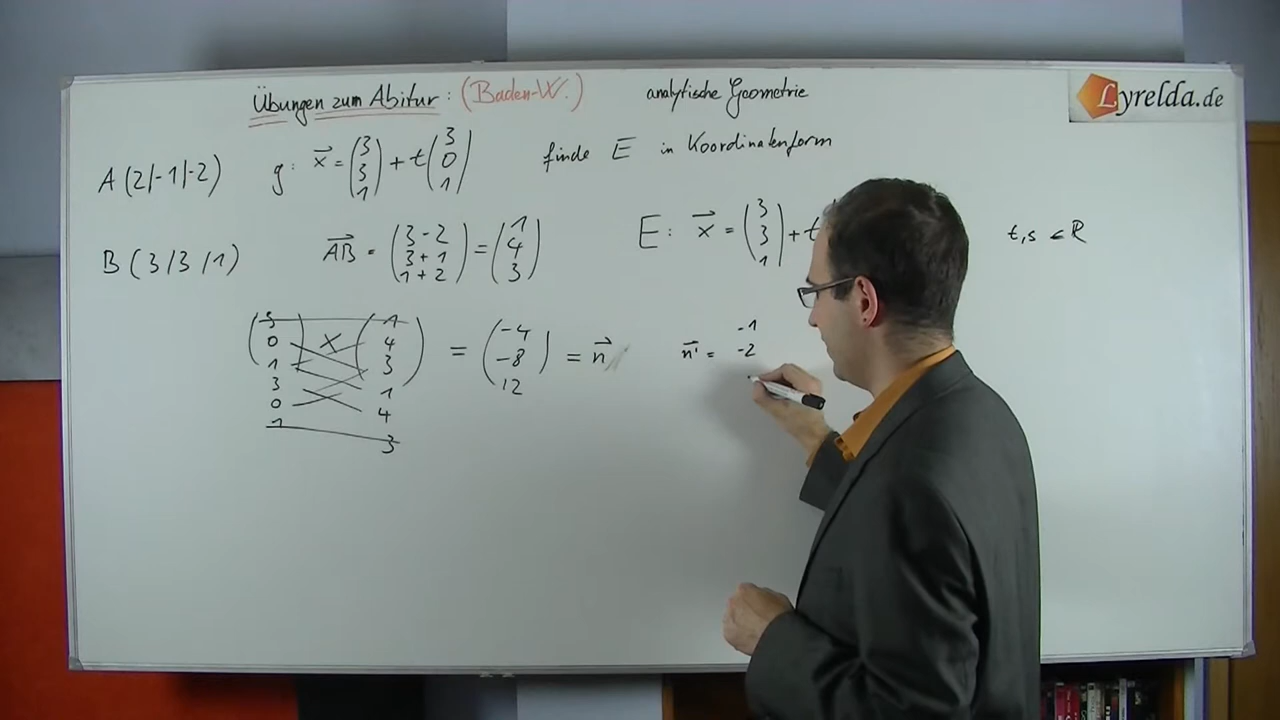 Übungen zum Abitur: (Baden-W.) analytische Geometrie
Lyrelda.de
A(2|-1|-2) g: x⃗ = (3 3 1) + t (3 0 1) finde E in Koordinatenform
B(3/3/1) AB⃗ = (3-2 3+1 1+2) = (1 4 3) E: x⃗ = (3 3 1) + t t,s ∈ R
(3 0 1) × (1 4 3) = (-4 -8 12) = n⃗ n⃗' = -1 -2
3 1
0 4
1 3